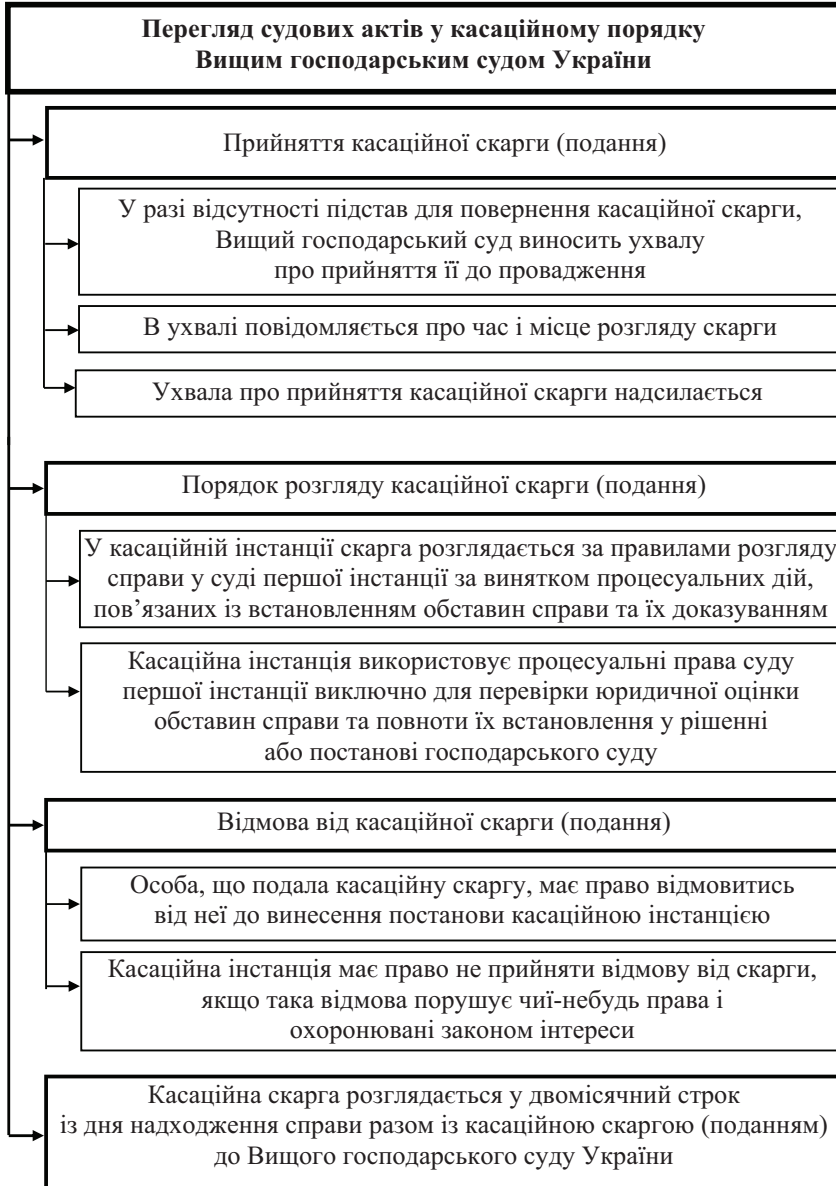 Перегляд судових актів у касаційному порядку
Вищим господарським судом України
Прийняття касаційної скарги (подання)
У разі відсутності підстав для повернення касаційної скарги,
Вищий господарський суд виносить ухвалу
про прийняття її до провадження
В ухвалі повідомляється про час і місце розгляду скарги
Ухвала про прийняття касаційної скарги надсилається
Порядок розгляду касаційної скарги (подання)
У касаційній інстанції скарга розглядається за правилами розгляду
справи у суді першої інстанції за винятком процесуальних дій,
пов’язаних із встановленням обставин справи та їх доказуванням
Касаційна інстанція використовує процесуальні права суду
першої інстанції виключно для перевірки юридичної оцінки
обставин справи та повноти їх встановлення у рішенні
або постанові господарського суду
Відмова від касаційної скарги (подання)
Особа, що подала касаційну скаргу, має право відмовитись
від неї до винесення постанови касаційною інстанцією
Касаційна інстанція має право не прийняти відмову від скарги,
якщо така відмова порушує чиї-небудь права і
охоронювані законом інтереси
Касаційна скарга розглядається у двомісячний строк
із дня надходження справи разом із касаційною скаргою (поданням)
до Вищого господарського суду України